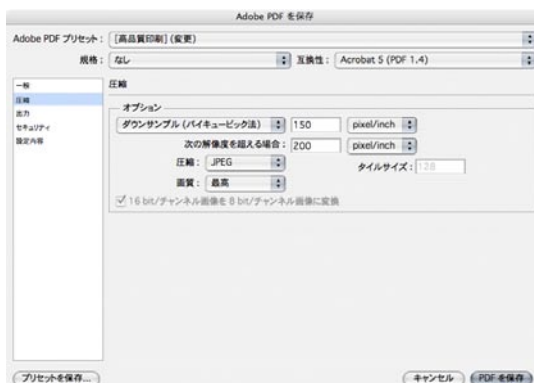 Adobe PDF を保存
Adobe PDF プリセット： [高品質印刷] (変更)
規格： なし 互換性： Acrobat 5 (PDF 1.4)
一般
圧縮
出力
セキュリティ
設定内容
圧縮
オプション
ダウンサンプル (バイキュービック法) 150 pixel/inch
次の解像度を超える場合： 200 pixel/inch
圧縮： JPEG タイルサイズ： 128
画質： 最高
16 bit/チャンネル画像を 8 bit/チャンネル画像に変換
プリセットを保存... キャンセル PDF を保存